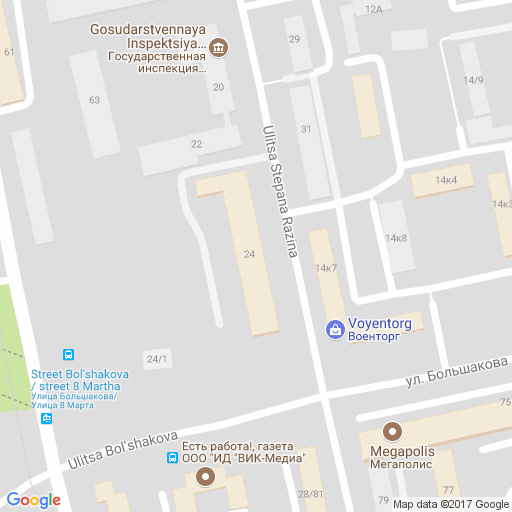 12A
Gosudarstvennaya
Inspektsiya...
Государственная
инспекция...
29
61
14/9
63
20
31
22
Ulitsa Stepana Razina
14к4
14к3
14к8
24
14к7
Voyentorg
Военторг
24/1
Street Bol'shakova
/ street 8 Martha
Улица Большакова/
Улица 8 Марта
ул. Большакова
75
Ulitsa Bol'shakova
Есть работа!, газета
ООО "ИД "ВИК-Медиа"
Megapolis
Мегаполис
28/81
79
77
Google
Map data ©2017 Google